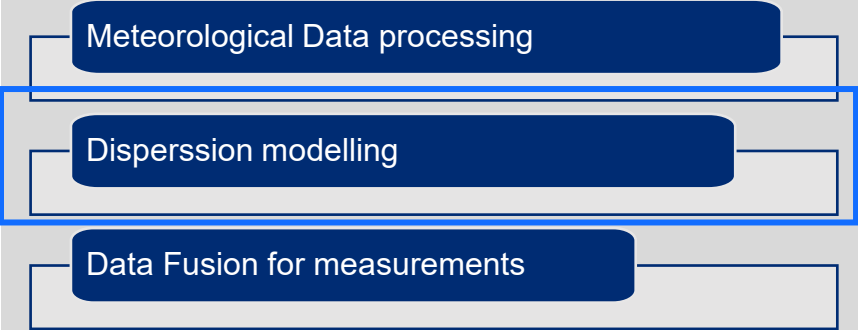 Meteorological Data processing
Disperssion modelling
Data Fusion for measurements